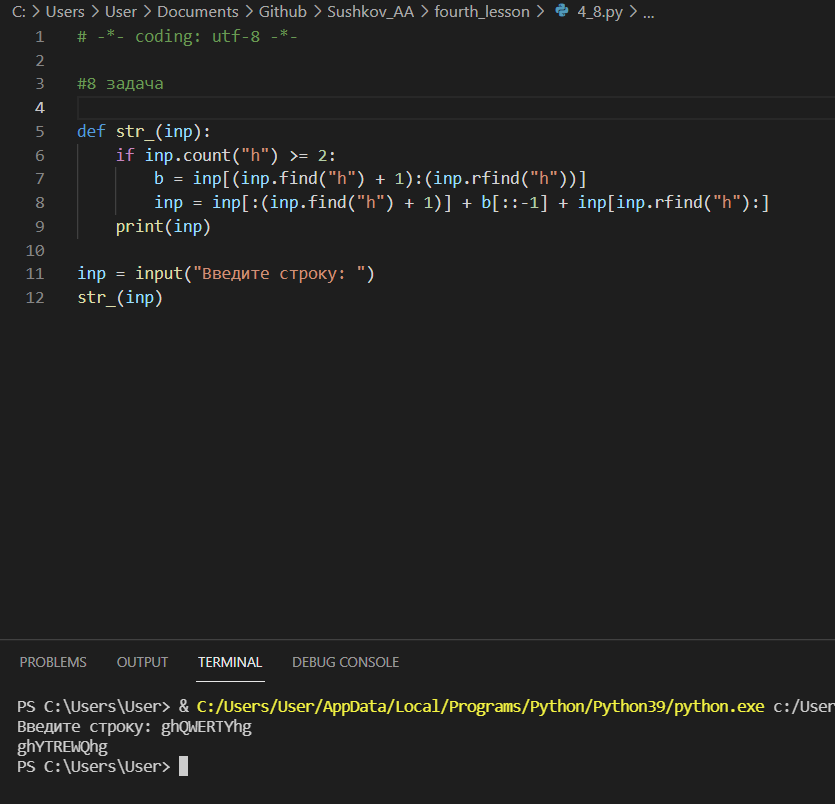 C: > Users > User > Documents > Github > Sushkov_AA > fourth_lesson > 4_8.py > ...
1 # -*- coding: utf-8 -*-
2
3 #8 задача
4
5 def str_(inp):
6 if inp.count("h") >= 2:
7 b = inp[(inp.find("h") + 1):(inp.rfind("h"))]
8 inp = inp[:(inp.find("h") + 1)] + b[::-1] + inp[inp.rfind("h"):]
9 print(inp)
10
11 inp = input("Введите строку: ")
12 str_(inp)
PROBLEMS OUTPUT TERMINAL DEBUG CONSOLE
PS C:\Users\User> & C:/Users/User/AppData/Local/Programs/Python/Python39/python.exe c:/User
Введите строку: ghQWERTYhg
ghYTREWQhg
PS C:\Users\User>